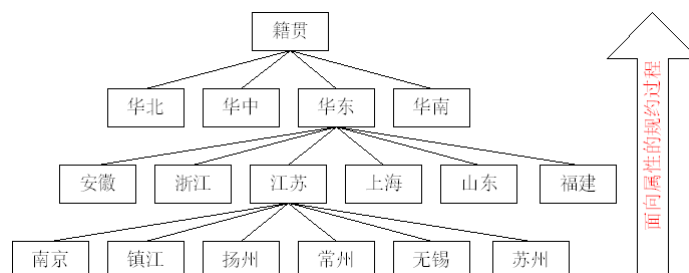 籍贯
华北 华中 华东 华南
安徽 浙江 江苏 上海 山东 福建
南京 镇江 扬州 常州 无锡 苏州
面向属性的规约过程